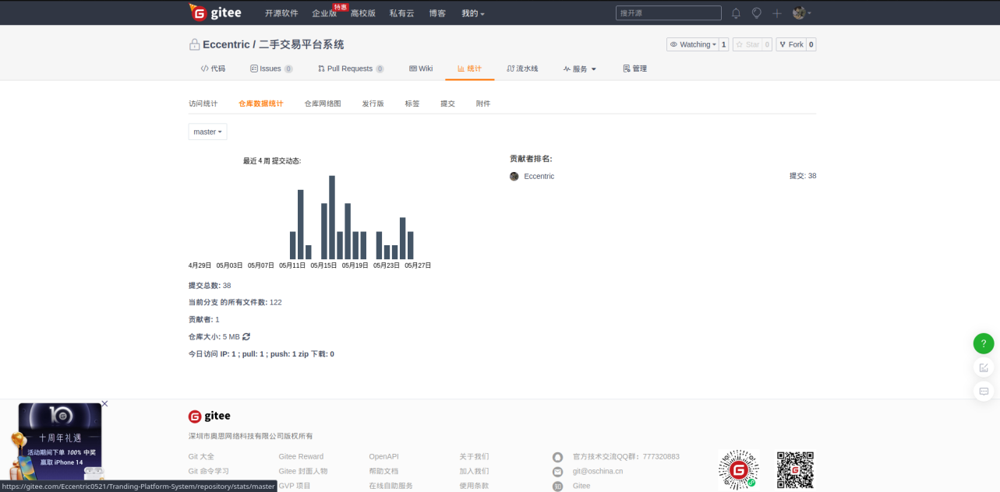 gitee 开源软件 企业版 特惠 高校版 私有云 博客 我的 搜开源
Eccentric / 二手交易平台系统 Watching 1 Star 0 Fork 0
代码 Issues 0 Pull Requests 0 Wiki 统计 流水线 服务 管理
访问统计 仓库数据统计 仓库网络图 发行版 标签 提交 附件
master
最近 4 周 提交动态:
贡献者排名:
Eccentric 提交: 38
4月29日 05月03日 05月07日 05月11日 05月15日 05月19日 05月23日 05月27日
提交总数: 38
当前分支 的所有文件数: 122
贡献者: 1
仓库大小: 5 MB
今日访问 IP: 1 ; pull: 1 ; push: 1 zip 下载: 0
?
gitee
深圳市奥思网络科技有限公司版权所有
Git 大全 Gitee Reward OpenAPI 关于我们 官方技术交流QQ群：777320883
Git 命令学习 Gitee 封面人物 帮助文档 加入我们 git@oschina.cn
GVP 项目 在线自助服务 使用条款 知 Gitee
10
十周年礼遇
活动期间下单 100% 中奖
赢取 iPhone 14
https://gitee.com/Eccentric0521/Tranding-Platform-System/repository/stats/master